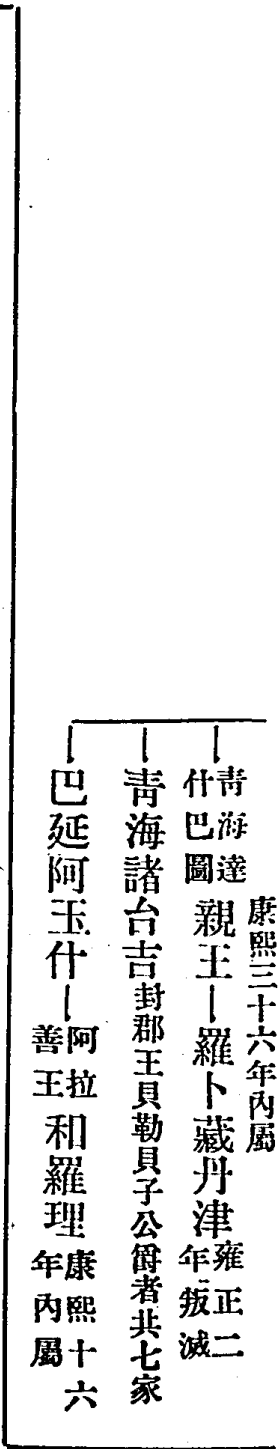 康熙三十六年內屬
青海達什巴圖親王—羅卜藏丹津雍正二年叛滅
青海諸台吉封郡王貝勒貝子公爵者共七家
巴延阿玉什—阿拉善王和羅理康熙十六年內屬